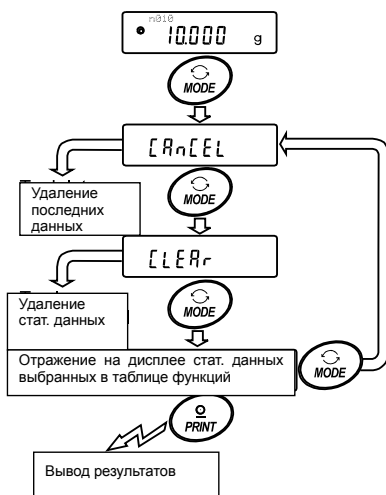 n010
10.000 g
MODE
CAnCEL
Удаление
последних
данных
MODE
CLEAr
Удаление
стат. данных
MODE
Отражение на дисплее стат. данных
выбранных в таблице функций
MODE
PRINT
Вывод результатов